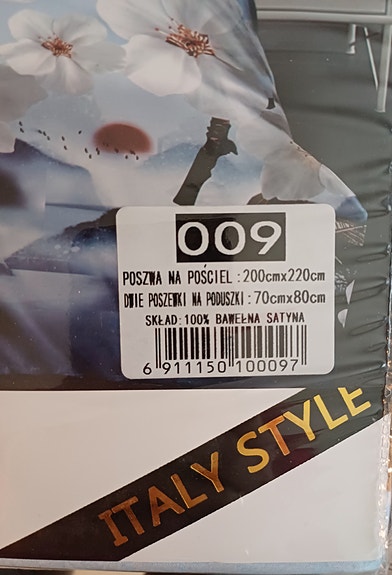 009
POSZWA NA POŚCIEL :200cmx220cm
DWIE POSZEWKI NA PODUSZKI:70cmx80cm
SKŁAD:100% BAWEŁNA SATYNA
6 911150 100097
ITALY STYLE